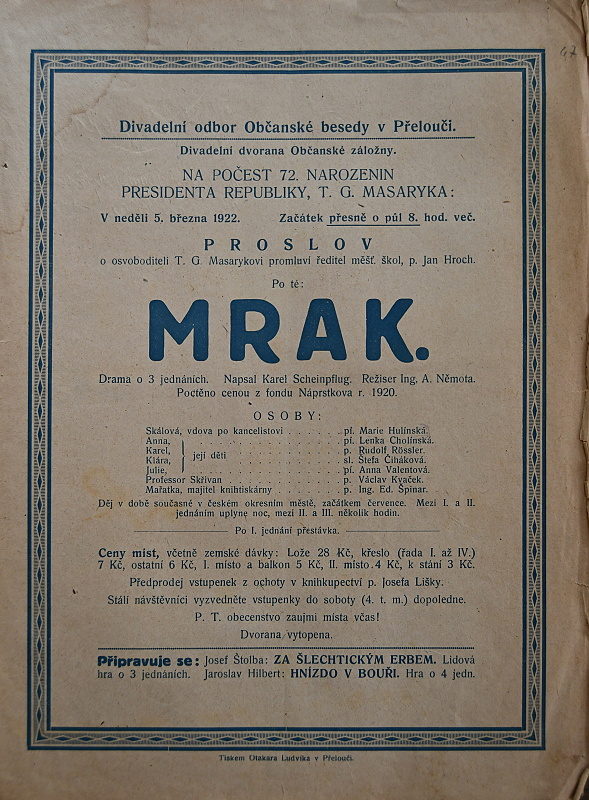 47
Divadelní odbor Občanské besedy v Přelouči.
Divadelní dvorana Občanské záložny.
NA POČEST 72. NAROZENIN
PRESIDENTA REPUBLIKY, T. G. MASARYKA:
V neděli 5. března 1922. Začátek přesně o půl 8. hod. več.
PROSLOV
o osvoboditeli T. G. Masarykovi promluví ředitel měšť. škol, p. Jan Hroch.
Po té:
MRAK.
Drama o 3 jednáních. Napsal Karel Scheinpflug. Režiser Ing. A. Němota.
Poctěno cenou z fondu Náprstkova r. 1920.
OSOBY:
Skálová, vdova po kancelistovi . . . . . . pí. Marie Hulínská.
Anna, . . . . . . . . . . . . . . pí. Lenka Cholínská.
Karel, . . . . . . . . . p. Rudolf Rössler.
Klára, její děti . . . . . . . . . sl. Štefa Čiháková.
Julie, . . . . . . . . . pí. Anna Valentová.
Professor Skřivan . . . . . . . . . . . p. Václav Kvaček.
Mařatka, majitel knihtiskárny . . . . . . . p. Ing. Ed. Špinar.
Děj v době současné v českém okresním městě, začátkem července. Mezi I. a II.
jednáním uplyne noc, mezi II. a III. několik hodin.
Po I. jednání přestávka.
Ceny míst, včetně zemské dávky: Lože 28 Kč, křeslo (řada I. až IV.)
7 Kč, ostatní 6 Kč, I. místo a balkon 5 Kč, II. místo 4 Kč, k stání 3 Kč.
Předprodej vstupenek z ochoty v knihkupectví p. Josefa Lišky.
Stálí návštěvníci vyzvedněte vstupenky do soboty (4. t. m.) dopoledne.
P. T. obecenstvo zaujmi místa včas!
Dvorana vytopena.
Připravuje se: Josef Štolba: ZA ŠLECHTICKÝM ERBEM. Lidová
hra o 3 jednáních. Jaroslav Hilbert: HNÍZDO V BOUŘI. Hra o 4 jedn.
Tiskem Otakara Ludvíka v Přelouči.